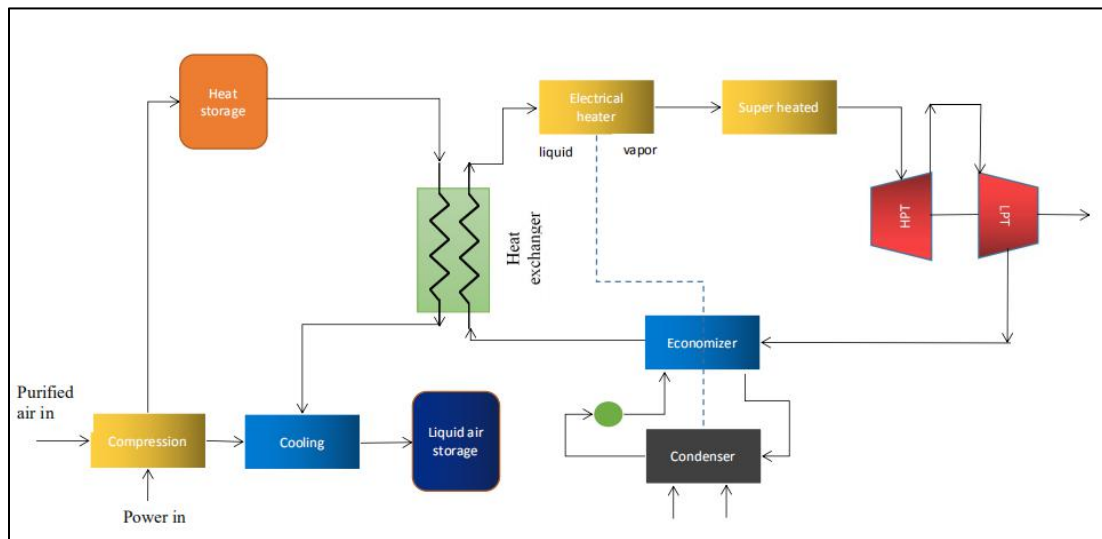 Heat
storage
Electrical
heater
Super heated
liquid
vapor
HPT
LPT
Heat
exchanger
Economizer
Purified
air in
Compression
Cooling
Liquid air
storage
Condenser
Power in